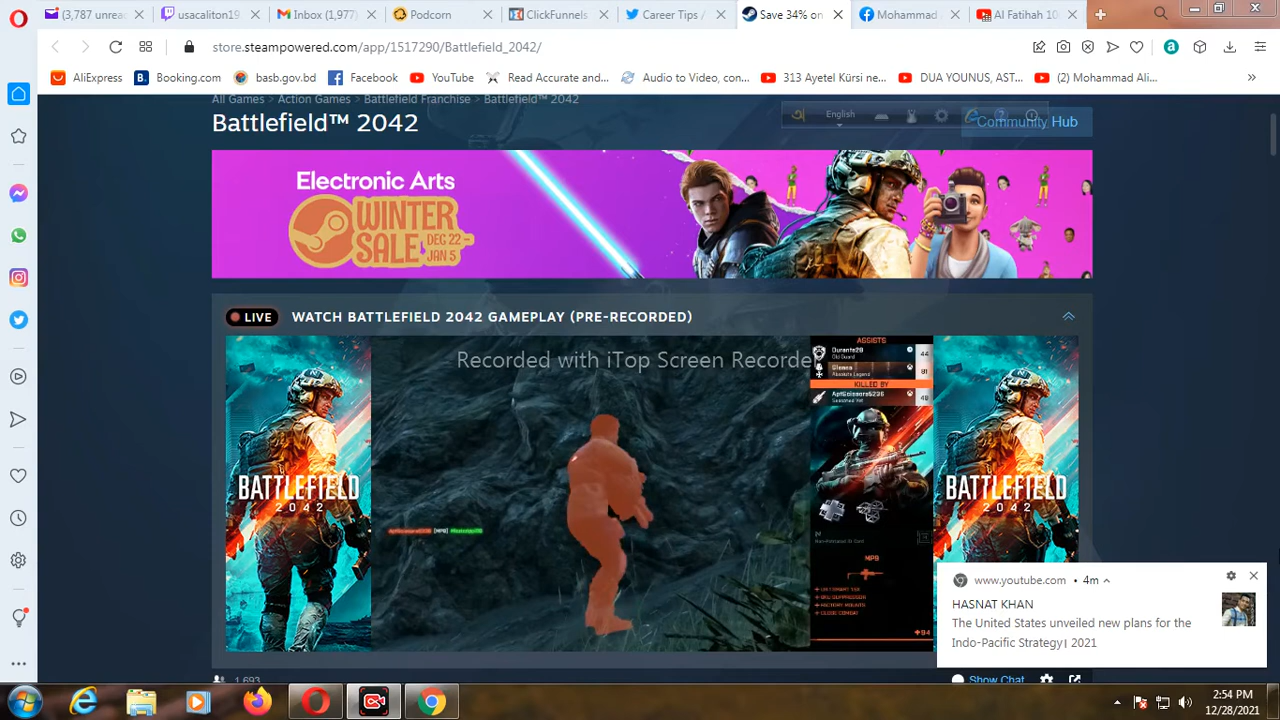 (3,787 unrea
usacaliton19
Inbox (1,977)
Podcorn
ClickFunnels
Career Tips /
Save 34% on
Mohammad
Al Fatihah 10
store.steampowered.com/app/1517290/Battlefield_2042/
AliExpress
Booking.com
basb.gov.bd
Facebook
YouTube
Read Accurate and...
Audio to Video, con...
313 Ayetel Kürsi ne...
DUA YOUNUS, AST...
(2) Mohammad Ali...
All Games > Action Games > Battlefield Franchise > Battlefield™ 2042
Battlefield™ 2042
English
Community Hub
Electronic Arts
WINTER
SALE
DEC 22 –
JAN 5
LIVE
WATCH BATTLEFIELD 2042 GAMEPLAY (PRE-RECORDED)
Recorded with iTop Screen Recorder
ASSISTS
44
81
KILLED BY
BATTLEFIELD
2042
BATTLEFIELD
2042
MP9
94
www.youtube.com • 4m
HASNAT KHAN
The United States unveiled new plans for the
Indo-Pacific Strategy| 2021
1,693
Show Chat
2:54 PM
12/28/2021